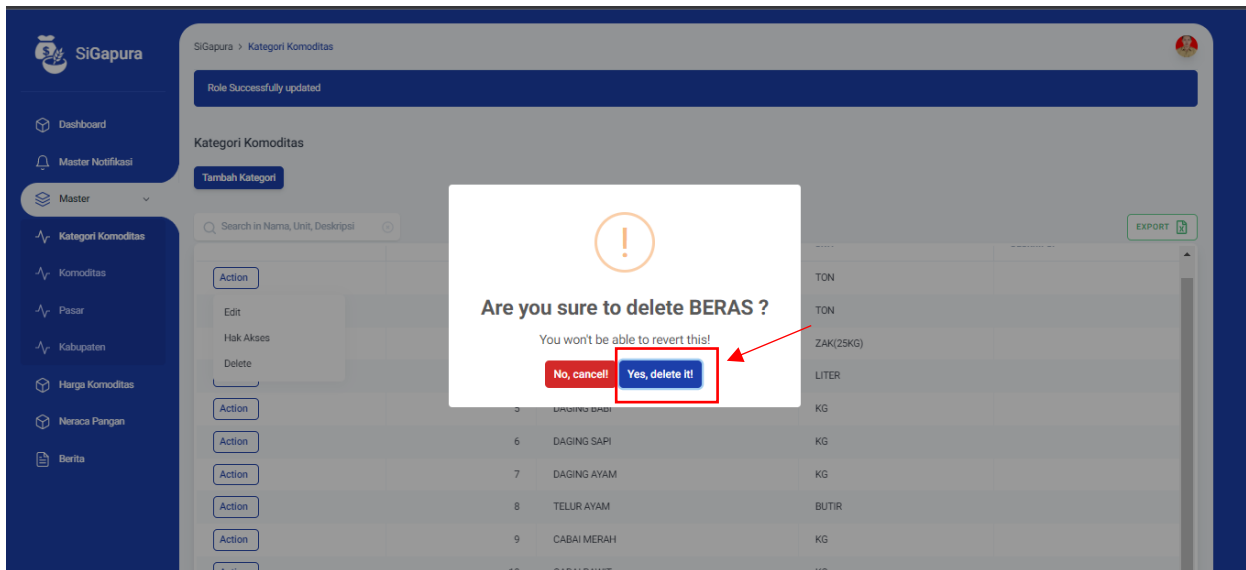 SiGapura
SiGapura > Kategori Komoditas
Role Successfully updated
Dashboard
Master Notifikasi
Master
Kategori Komoditas
Komoditas
Pasar
Kabupaten
Harga Komoditas
Neraca Pangan
Berita
Kategori Komoditas
Tambah Kategori
Search in Nama, Unit, Deskripsi
EXPORT
Action TON
Edit TON
Hak Akses ZAK(25KG)
Delete LITER
!
Are you sure to delete BERAS ?
You won't be able to revert this!
No, cancel! Yes, delete it!
Action 5 DAGING BABI KG
Action 6 DAGING SAPI KG
Action 7 DAGING AYAM KG
Action 8 TELUR AYAM BUTIR
Action 9 CABAI MERAH KG